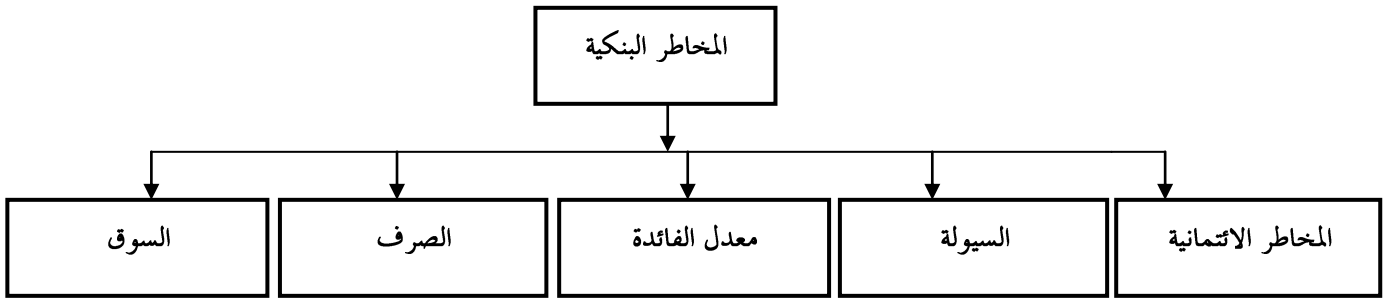 المخاطر البنكية
المخاطر الائتمانية
السيولة
معدل الفائدة
الصرف
السوق